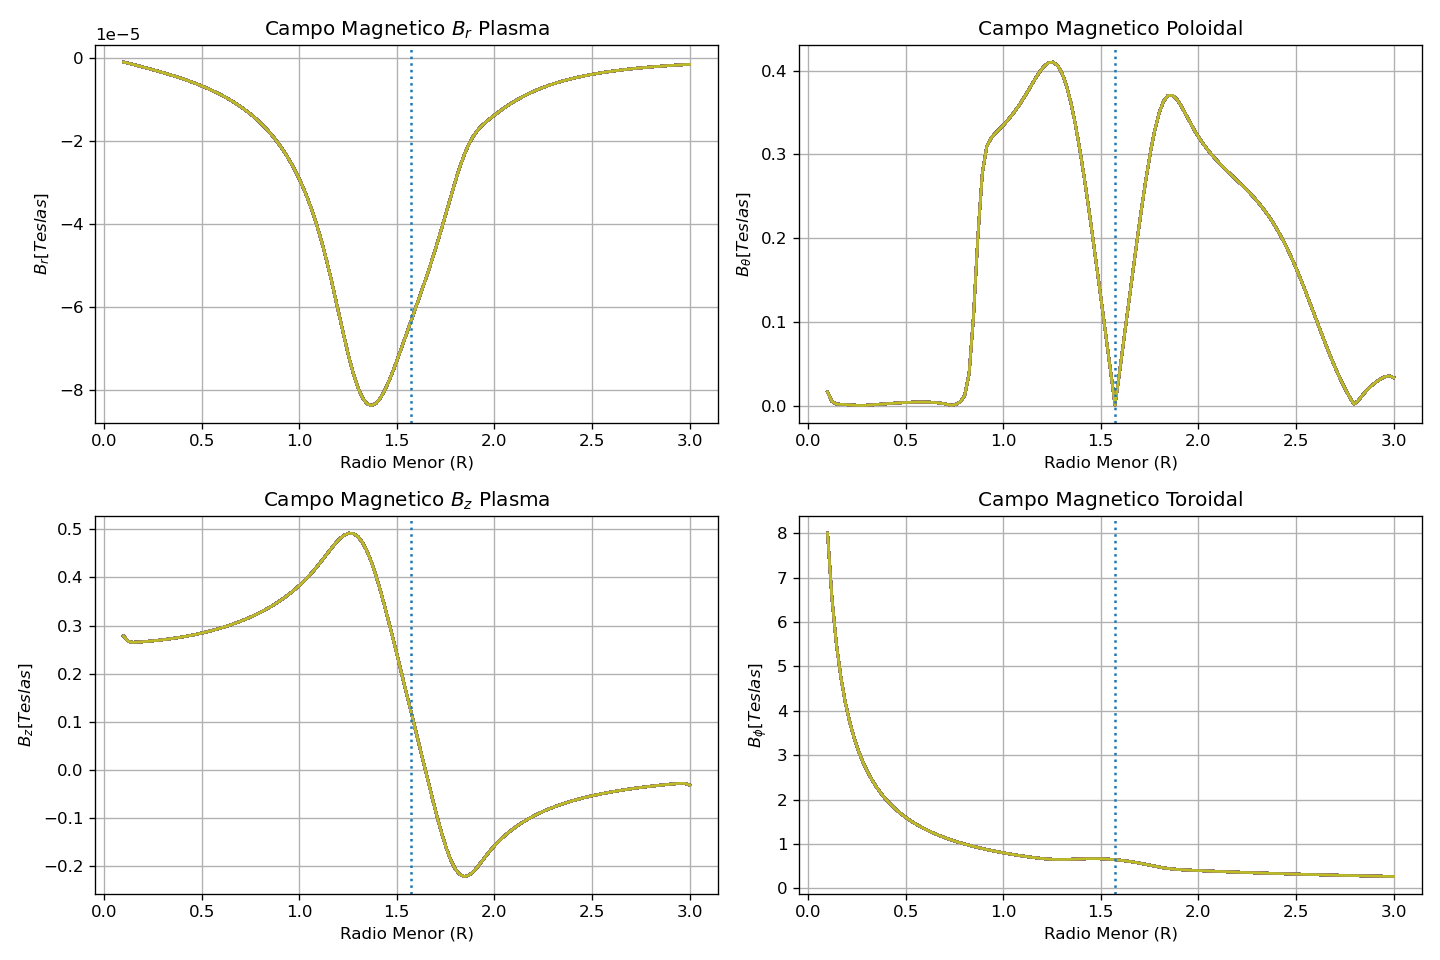 Campo Magnetico B_r Plasma
1e−5
0
−2
−4
−6
−8
B_r[Teslas]
0.0 0.5 1.0 1.5 2.0 2.5 3.0
Radio Menor (R)
Campo Magnetico Poloidal
0.4
0.3
0.2
0.1
0.0
B_θ[Teslas]
0.0 0.5 1.0 1.5 2.0 2.5 3.0
Radio Menor (R)
Campo Magnetico B_z Plasma
0.5
0.4
0.3
0.2
0.1
0.0
−0.1
−0.2
B_z[Teslas]
0.0 0.5 1.0 1.5 2.0 2.5 3.0
Radio Menor (R)
Campo Magnetico Toroidal
8
7
6
5
4
3
2
1
0
B_ϕ[Teslas]
0.0 0.5 1.0 1.5 2.0 2.5 3.0
Radio Menor (R)